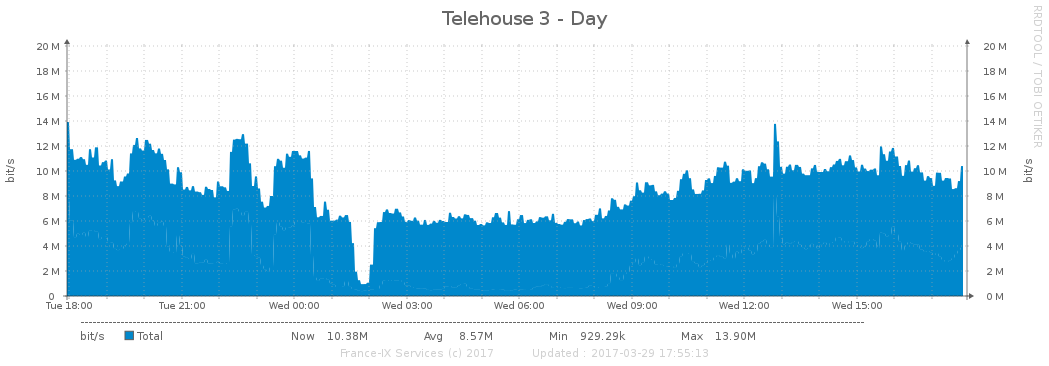 Telehouse 3 - Day
RRDTOOL / TOBI OETIKER
bit/s
bit/s
20 M 20 M
18 M 18 M
16 M 16 M
14 M 14 M
12 M 12 M
10 M 10 M
8 M 8 M
6 M 6 M
4 M 4 M
2 M 2 M
0 0 M
Tue 18:00 Tue 21:00 Wed 00:00 Wed 03:00 Wed 06:00 Wed 09:00 Wed 12:00 Wed 15:00
bit/s Total Now 10.38M Avg 8.57M Min 929.29k Max 13.90M
France-IX Services (c) 2017 Updated : 2017-03-29 17:55:13